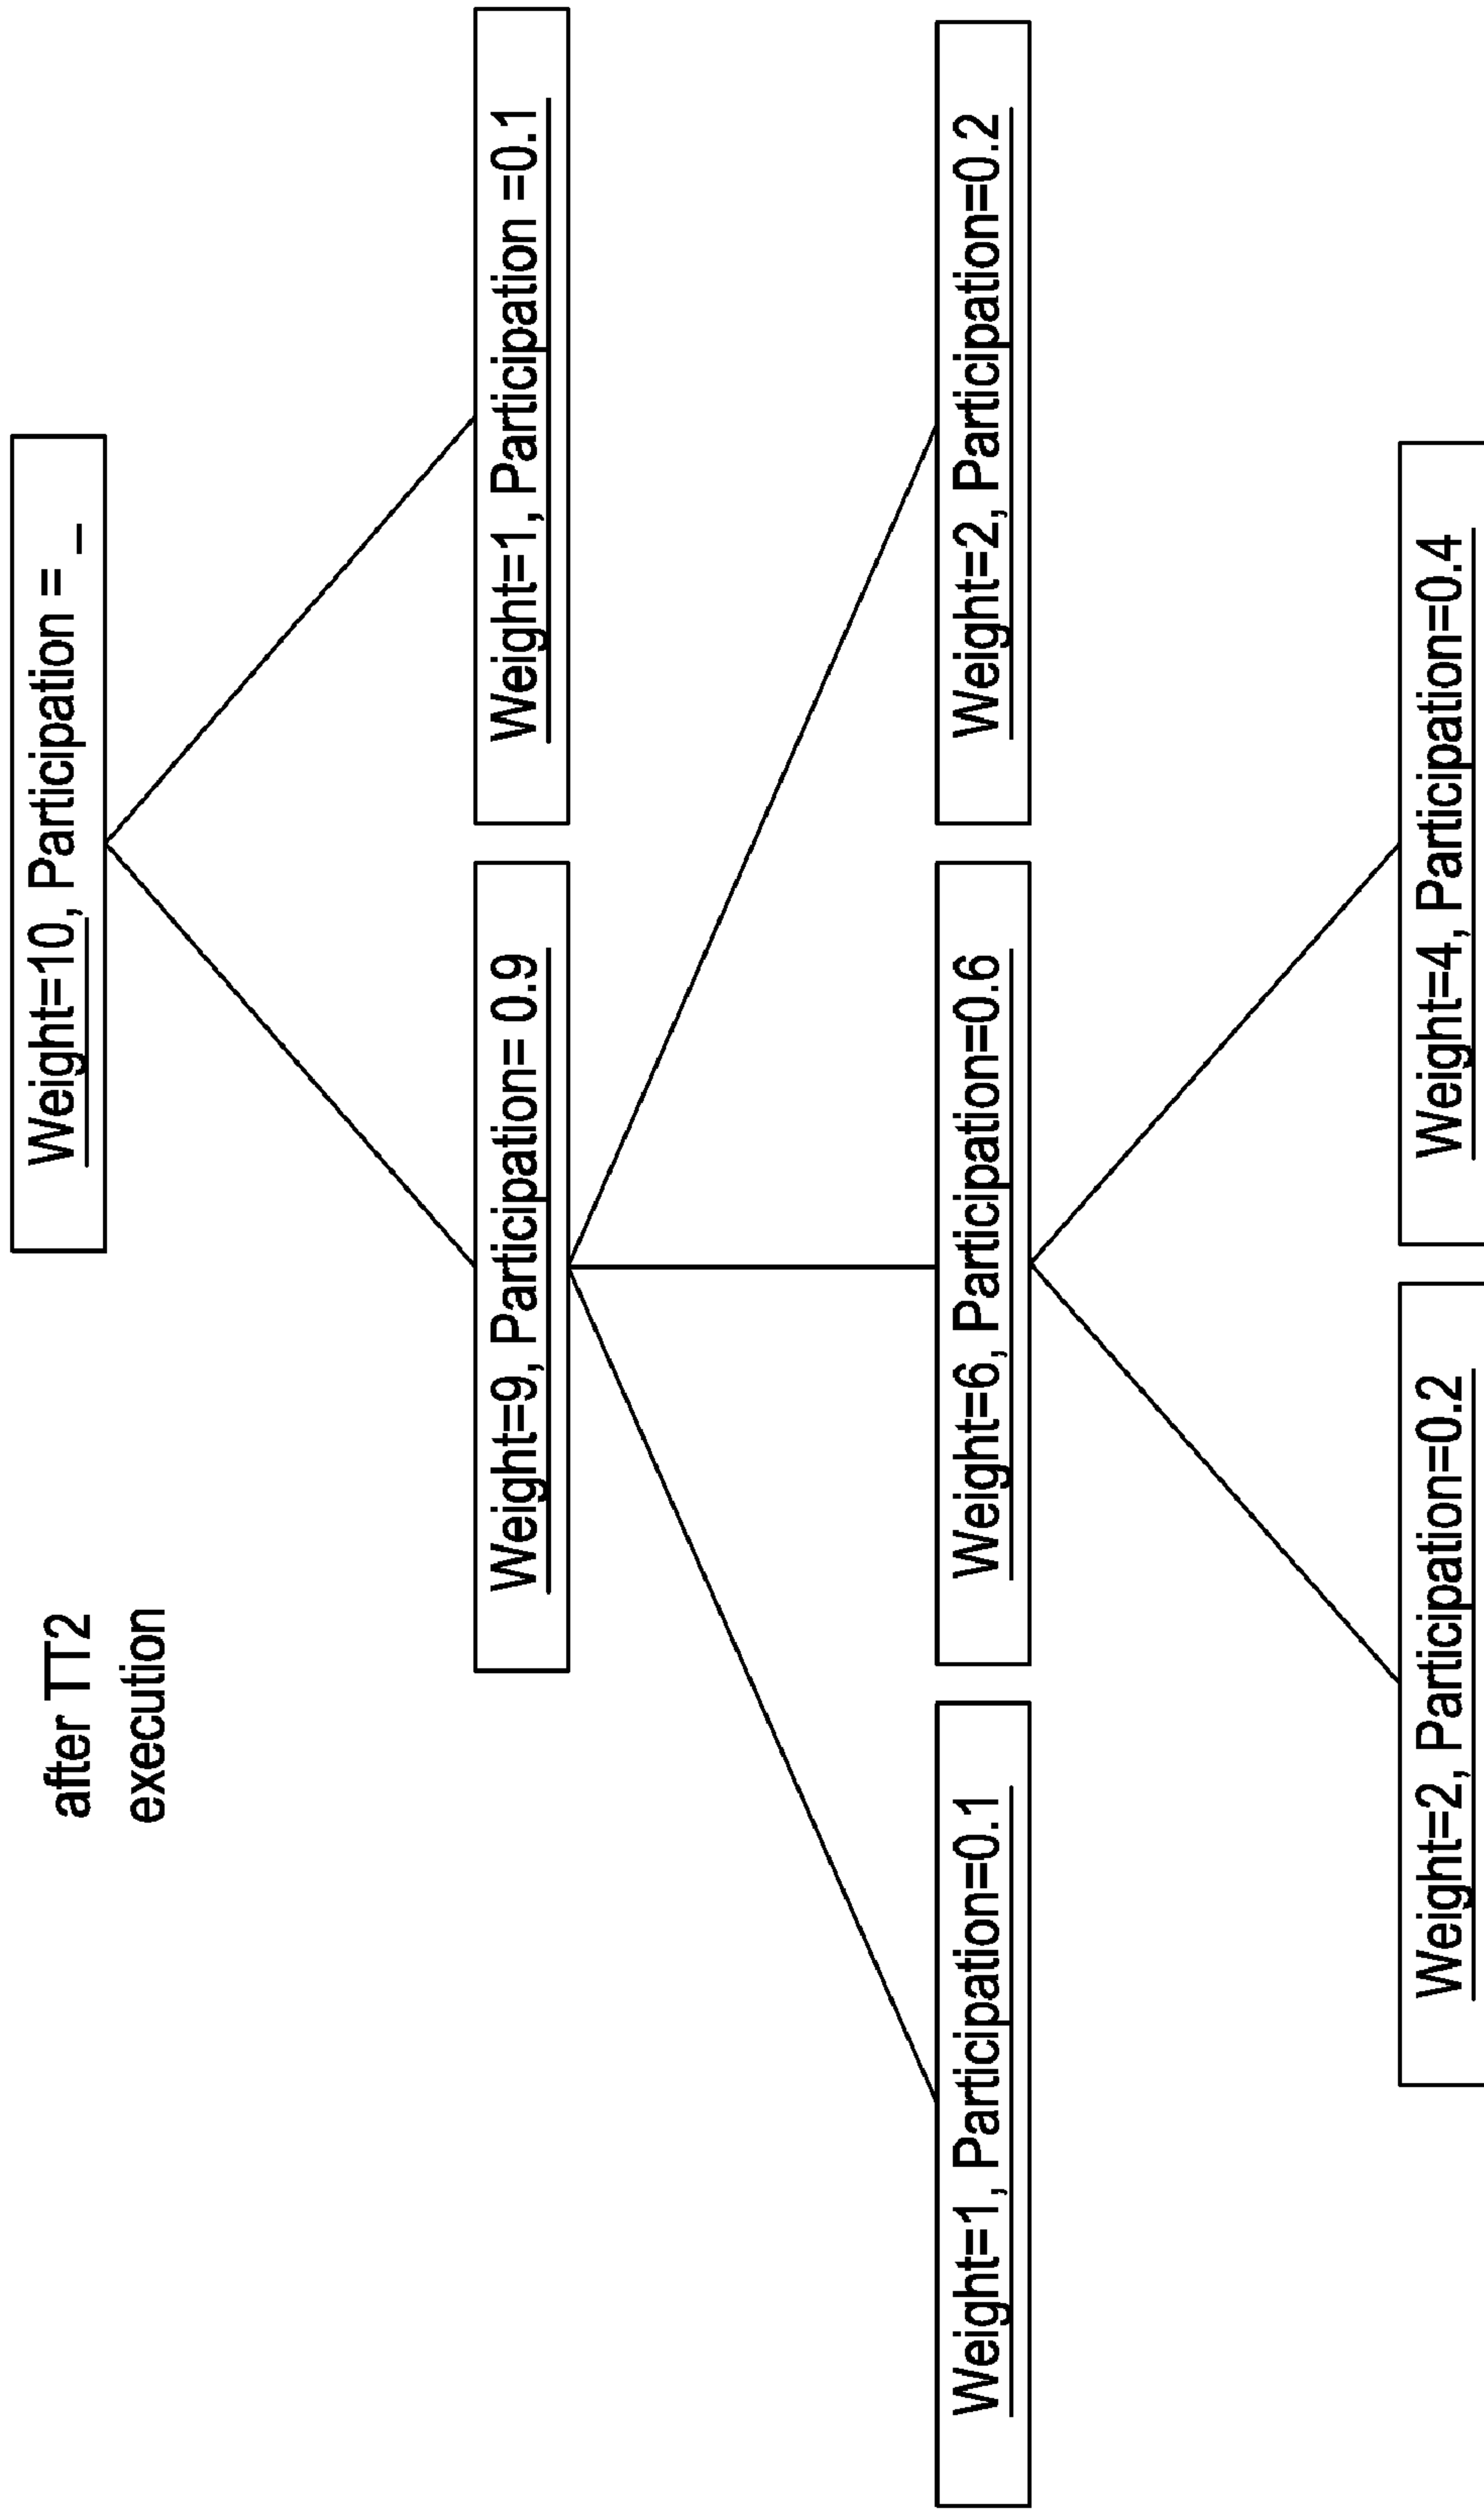 after TT2
execution
Weight=10, Participation = _
Weight=9, Participation= 0.9
Weight=1, Participation =0.1
Weight=1, Participation=0.1
Weight=6, Participation=0.6
Weight=2, Participation=0.2
Weight=2, Participation=0.2
Weight=4, Participation=0.4